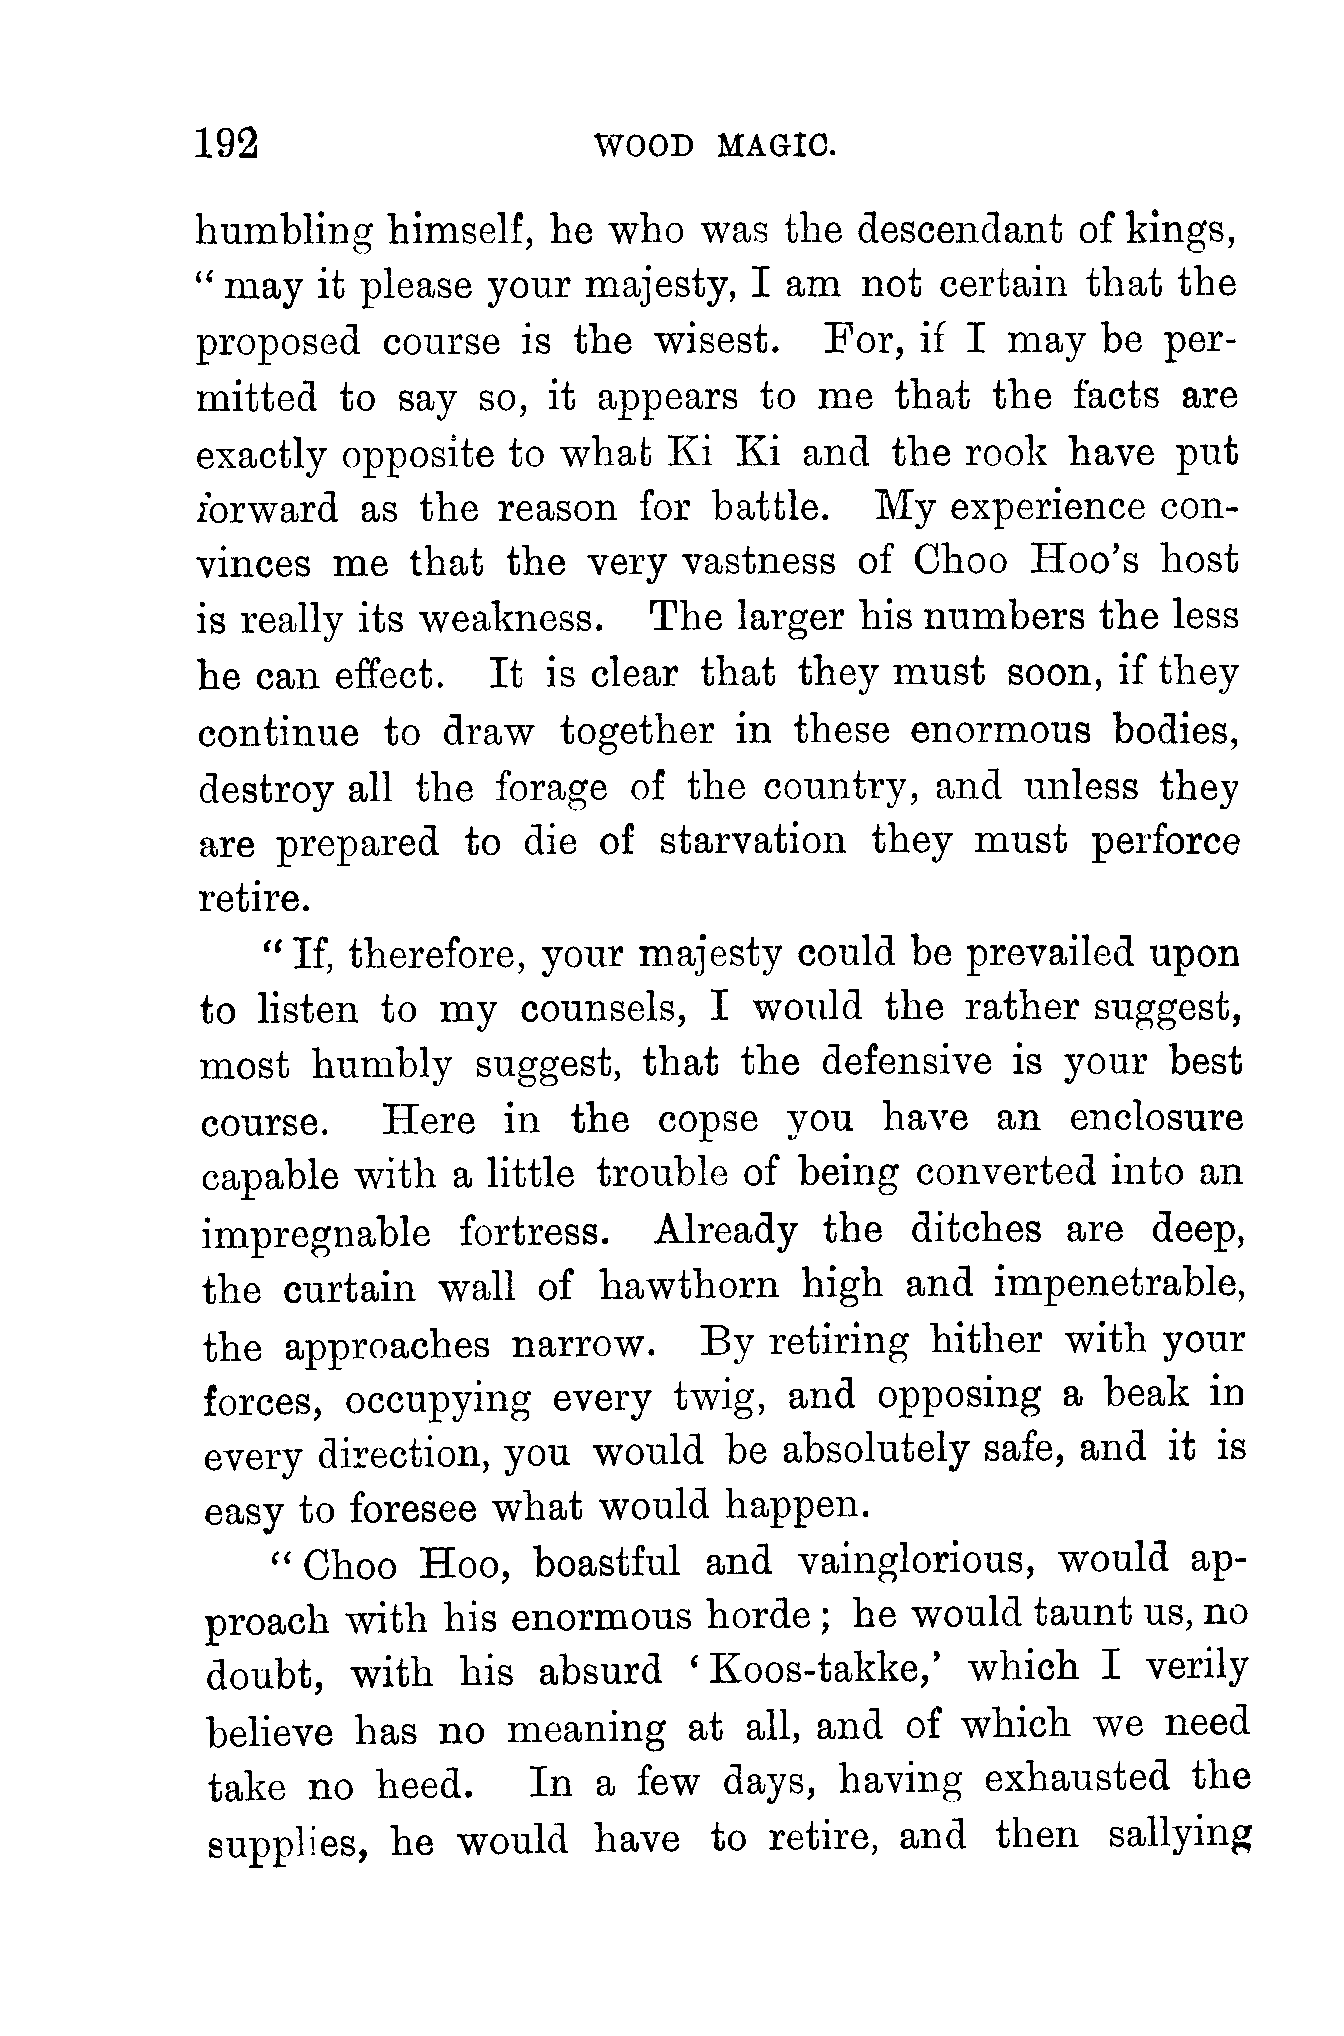 192 WOOD MAGIC.
humbling himself, he who was the descendant of kings,
“ may it please your majesty, I am not certain that the
proposed course is the wisest. For, if I may be per-
mitted to say so, it appears to me that the facts are
exactly opposite to what Ki Ki and the rook have put
forward as the reason for battle. My experience con-
vinces me that the very vastness of Choo Hoo’s host
is really its weakness. The larger his numbers the less
he can effect. It is clear that they must soon, if they
continue to draw together in these enormous bodies,
destroy all the forage of the country, and unless they
are prepared to die of starvation they must perforce
retire.
“ If, therefore, your majesty could be prevailed upon
to listen to my counsels, I would the rather suggest,
most humbly suggest, that the defensive is your best
course. Here in the copse you have an enclosure
capable with a little trouble of being converted into an
impregnable fortress. Already the ditches are deep,
the curtain wall of hawthorn high and impenetrable,
the approaches narrow. By retiring hither with your
forces, occupying every twig, and opposing a beak in
every direction, you would be absolutely safe, and it is
easy to foresee what would happen.
“ Choo Hoo, boastful and vainglorious, would ap-
proach with his enormous horde ; he would taunt us, no
doubt, with his absurd ‘ Koos-takke,’ which I verily
believe has no meaning at all, and of which we need
take no heed. In a few days, having exhausted the
supplies, he would have to retire, and then sallying